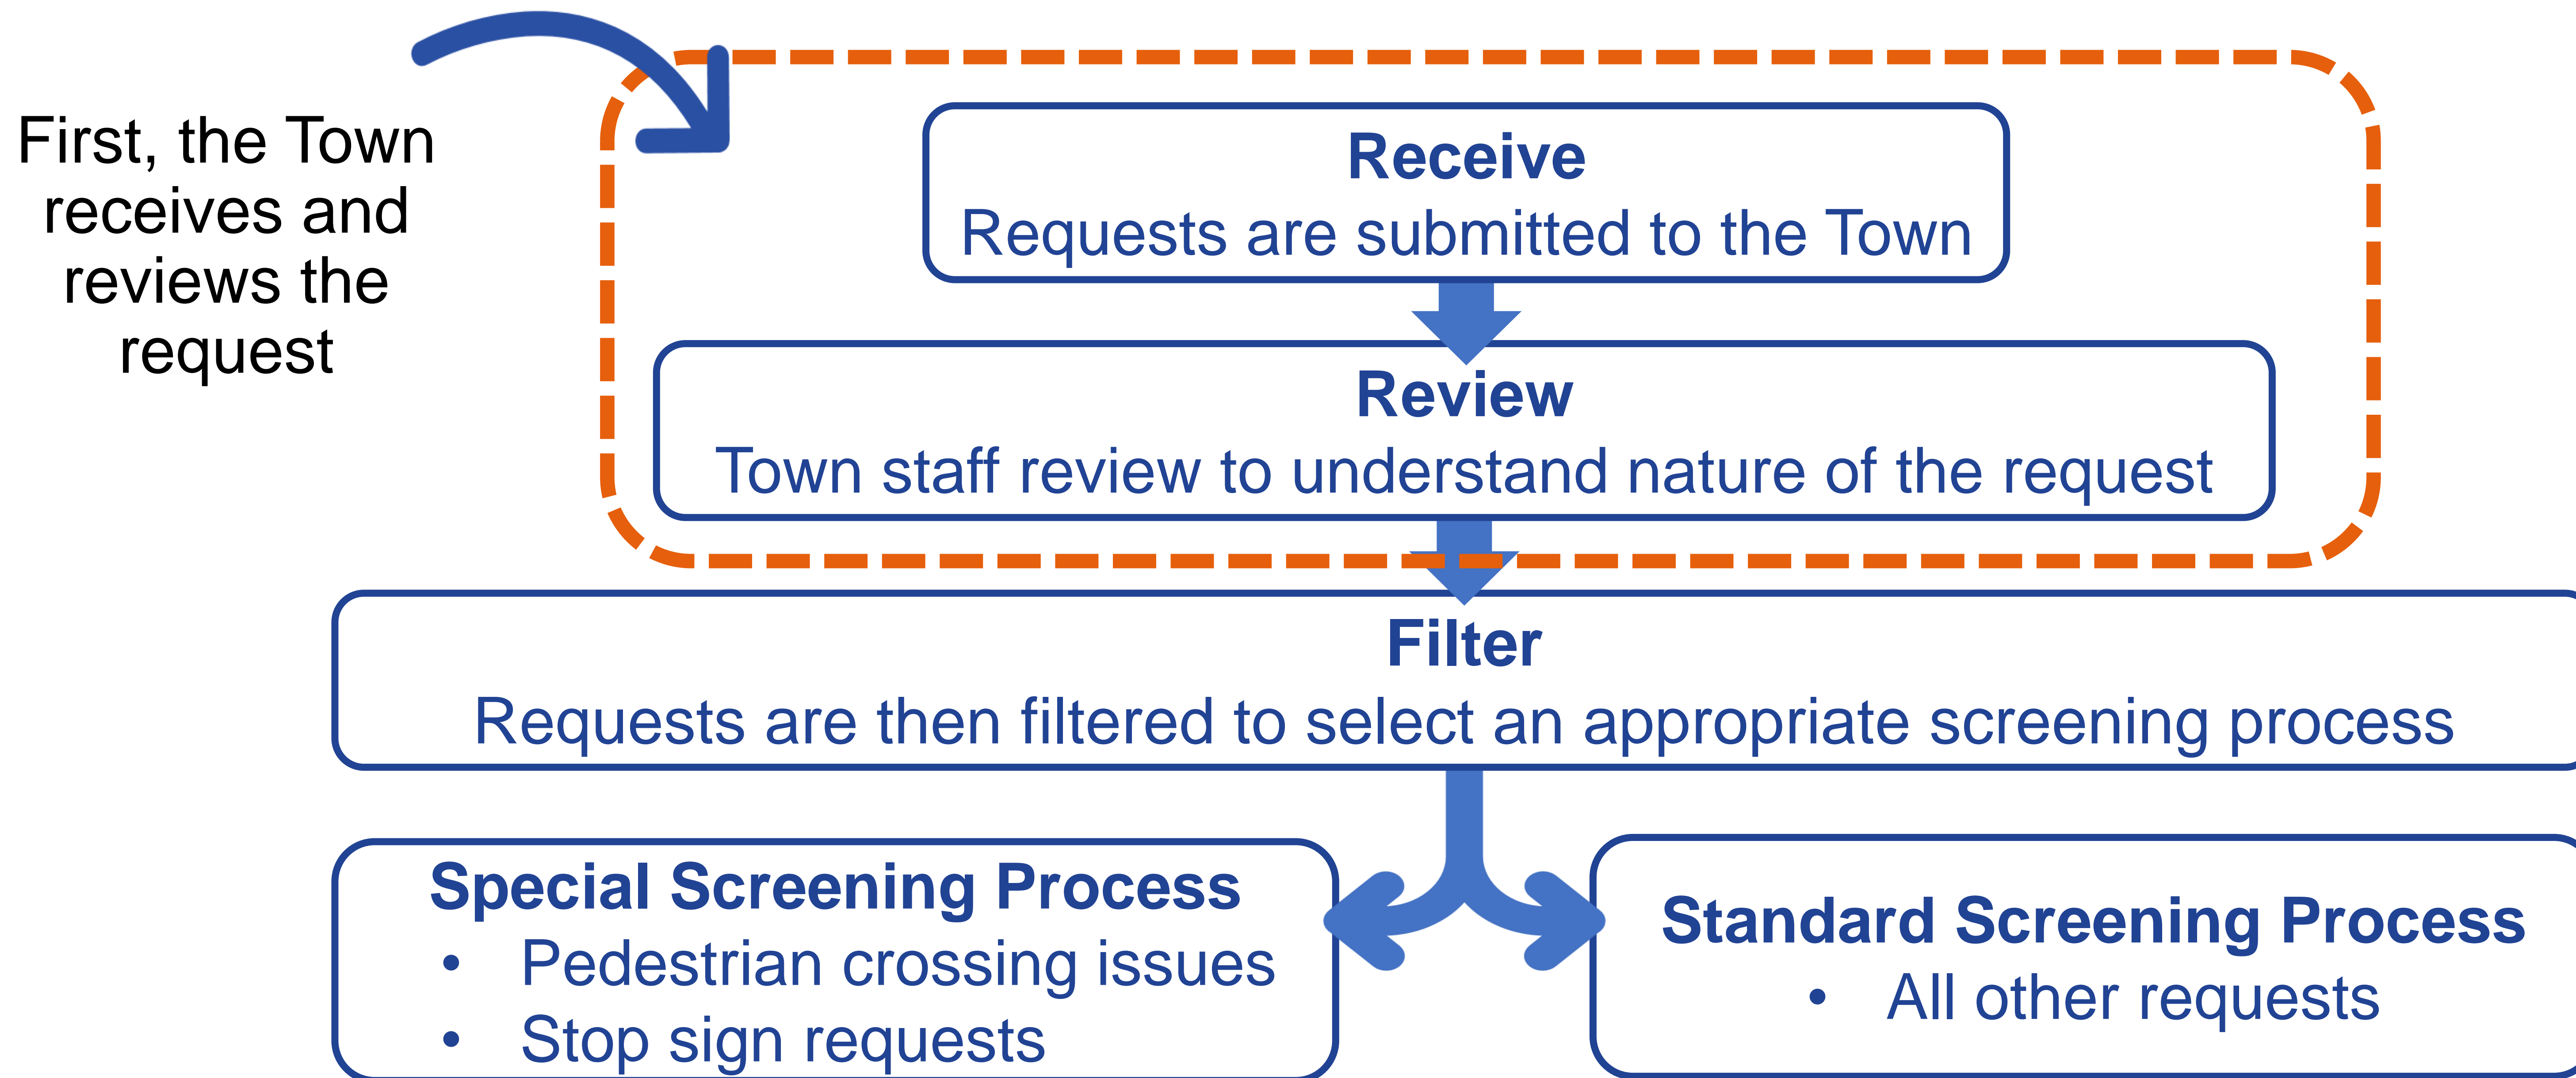 First, the Town
receives and
reviews the
request
Receive
Requests are submitted to the Town
Review
Town staff review to understand nature of the request
Filter
Requests are then filtered to select an appropriate screening process
Special Screening Process
• Pedestrian crossing issues
• Stop sign requests
Standard Screening Process
• All other requests